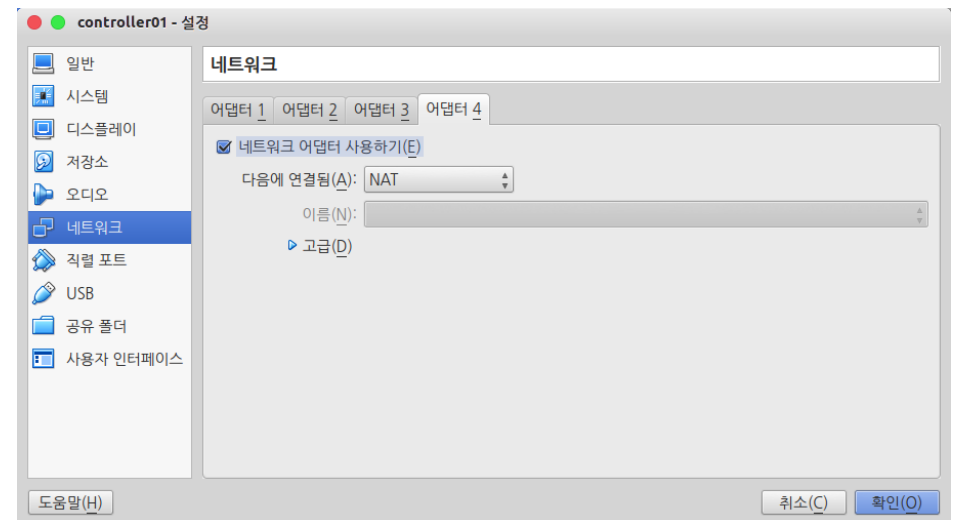 controller01 - 설정
일반
시스템
디스플레이
저장소
오디오
네트워크
직렬 포트
USB
공유 폴더
사용자 인터페이스
네트워크
어댑터 1 어댑터 2 어댑터 3 어댑터 4
네트워크 어댑터 사용하기(E)
다음에 연결됨(A): NAT
이름(N):
고급(D)
도움말(H) 취소(C) 확인(O)